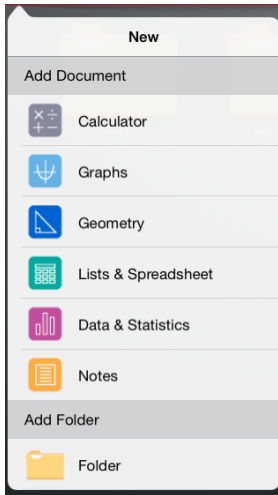 New
Add Document
Calculator
Graphs
Geometry
Lists & Spreadsheet
Data & Statistics
Notes
Add Folder
Folder